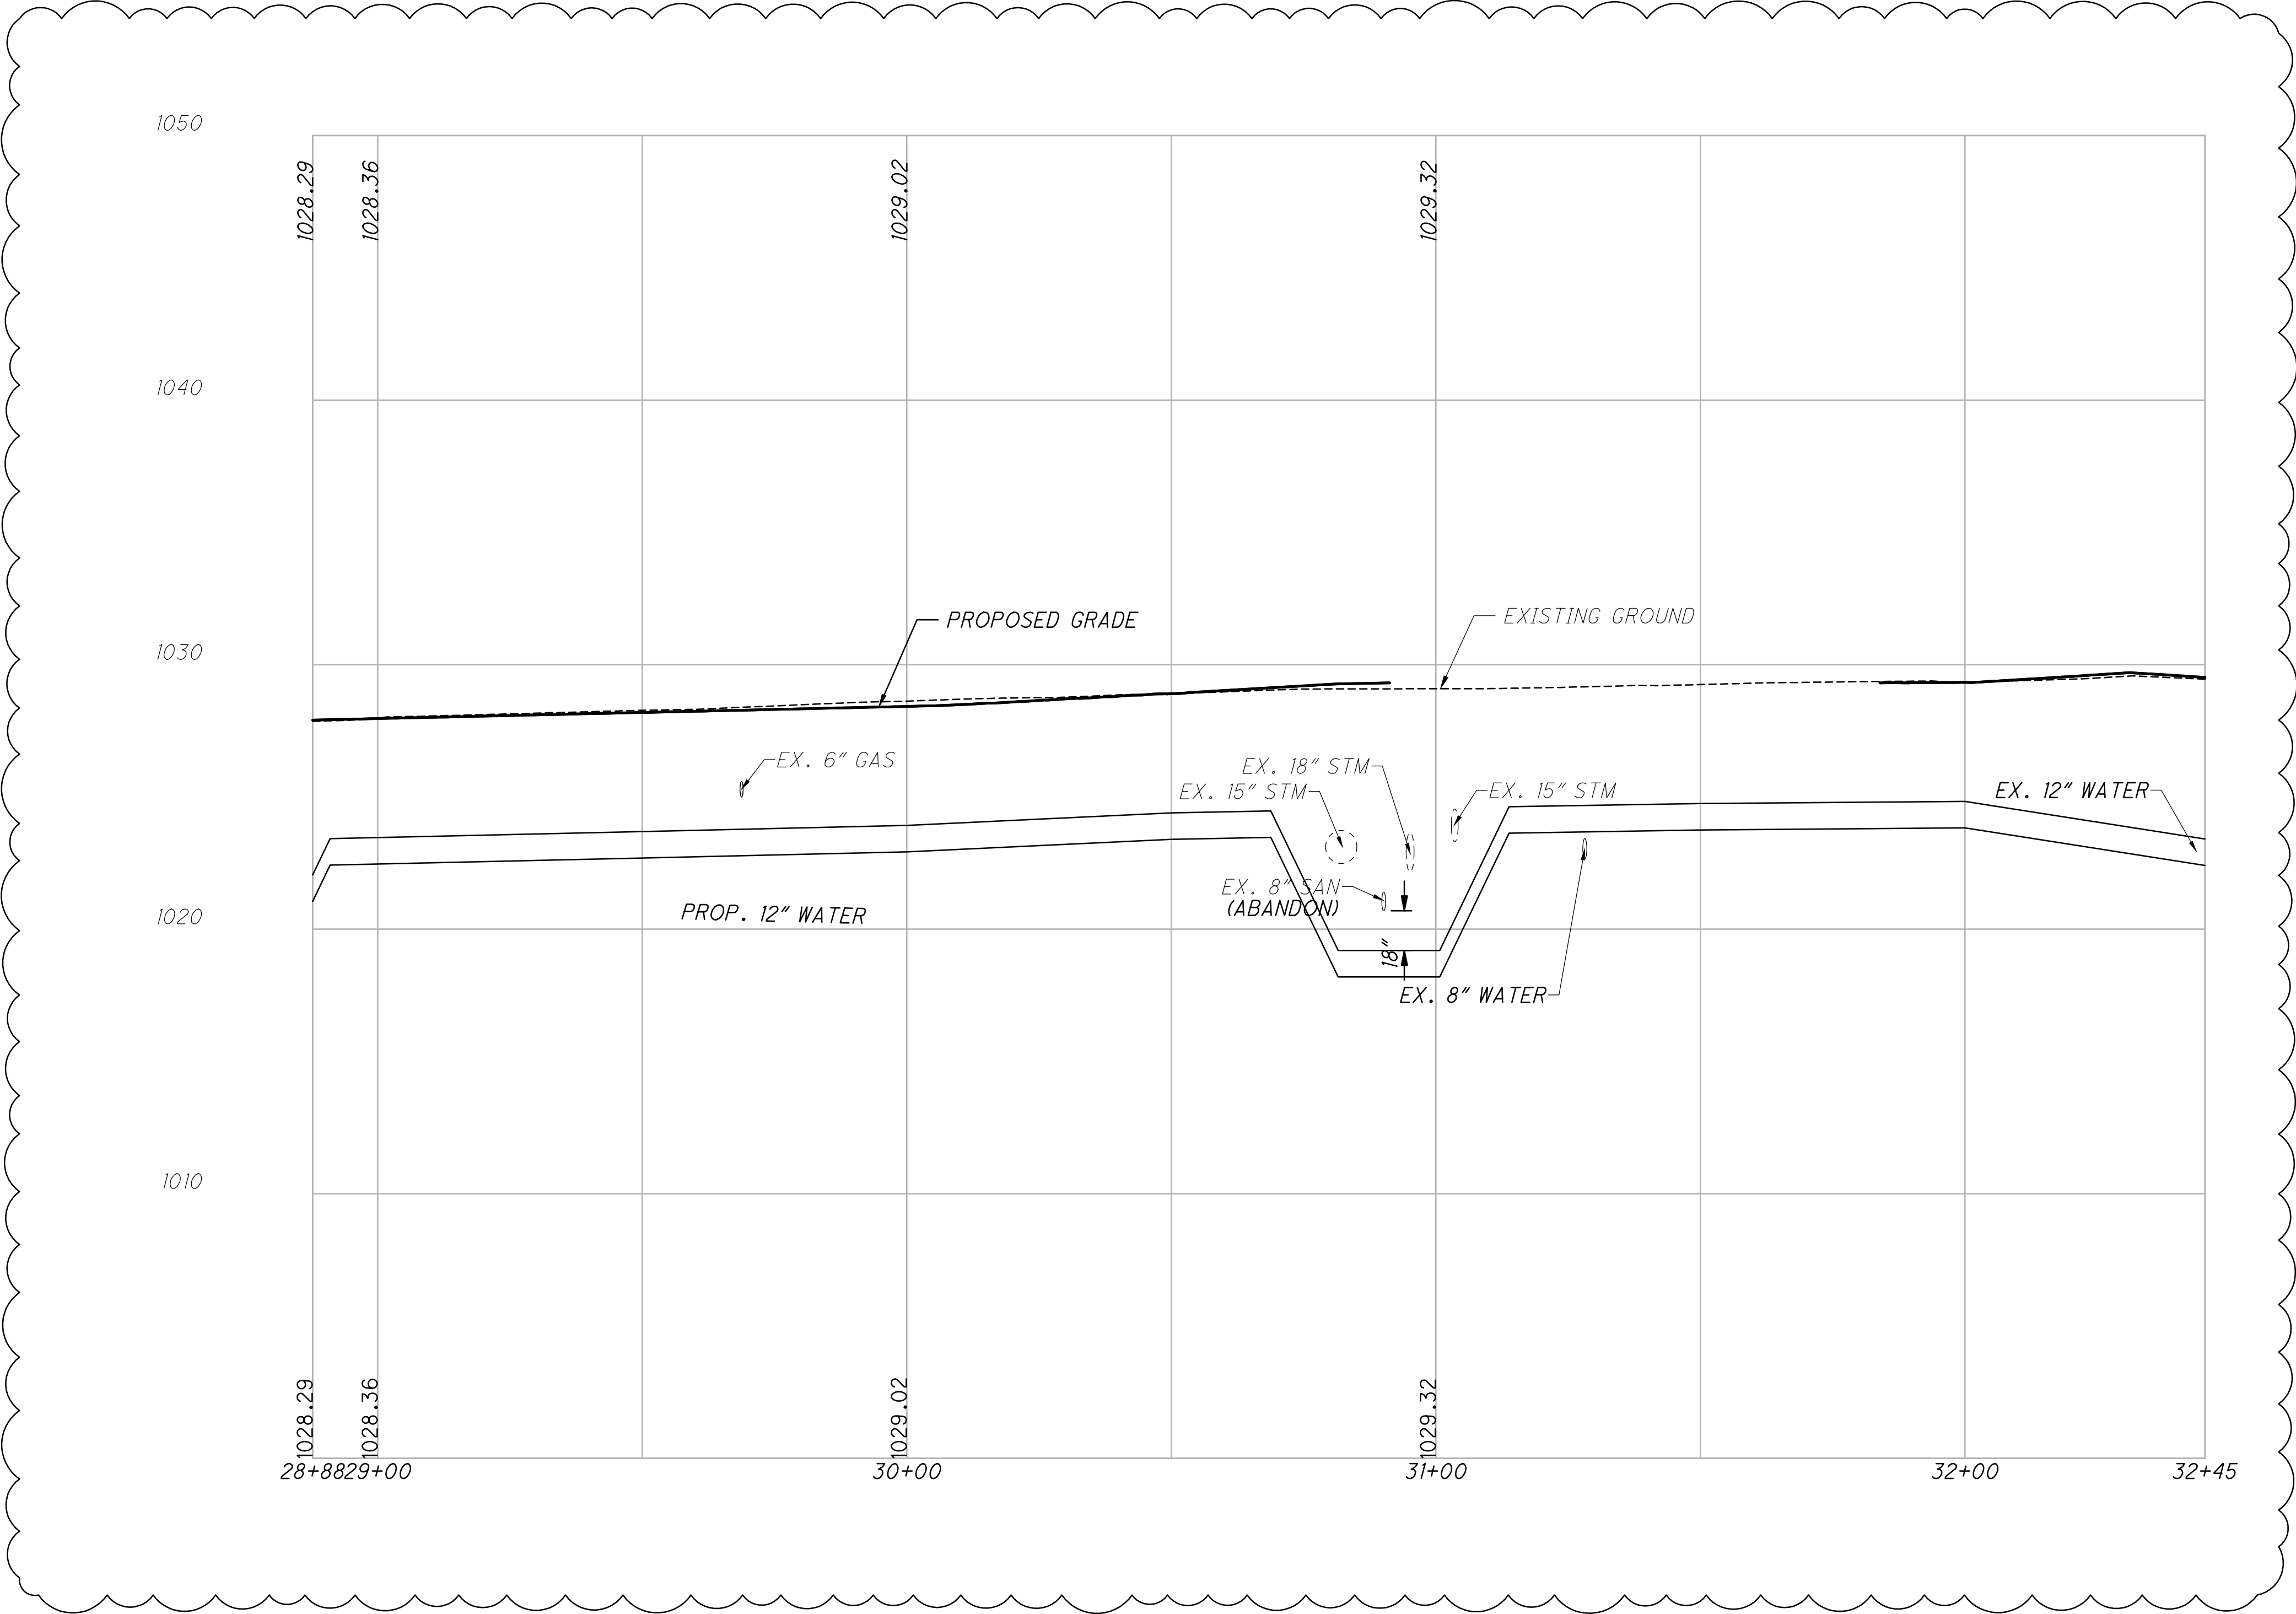 1050
1028.29
1028.36
1029.02
1029.32
1040
PROPOSED GRADE
EXISTING GROUND
1030
EX. 6" GAS
EX. 18" STM
EX. 15" STM
EX. 15" STM
EX. 12" WATER
EX. 8" SAN
(ABANDON)
1020
PROP. 12" WATER
18"
EX. 8" WATER
1010
1028.29
1028.36
1029.02
1029.32
28+88
29+00
30+00
31+00
32+00
32+45